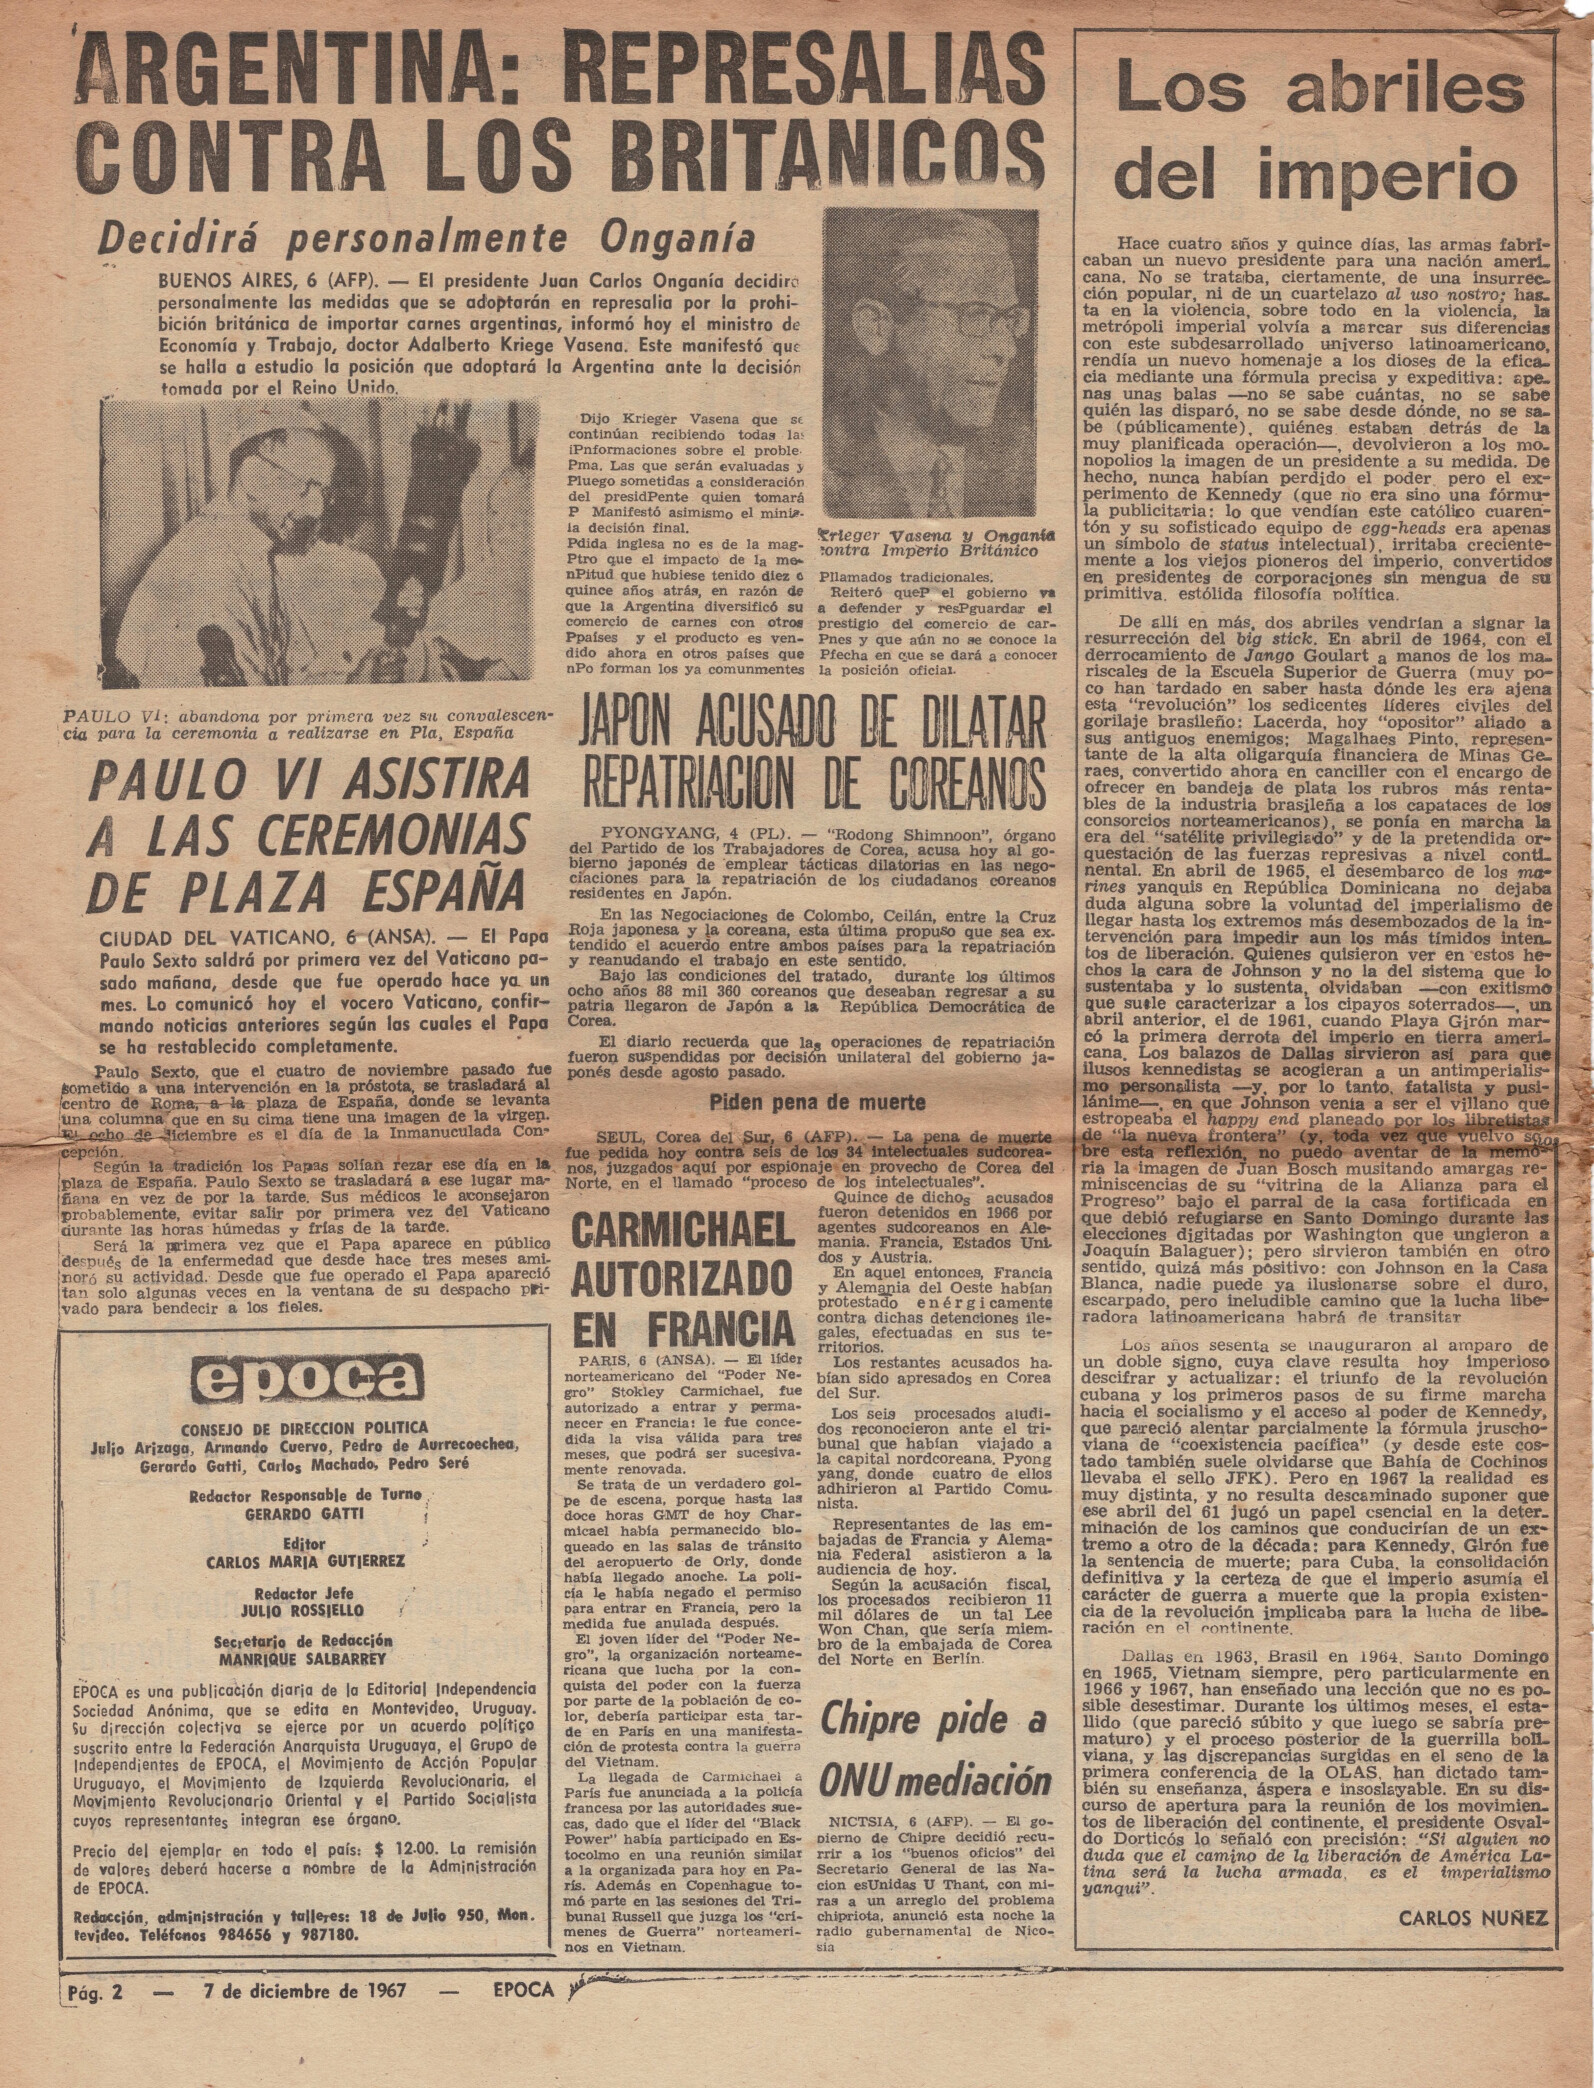 ARGENTINA: REPRESALIAS
CONTRA LOS BRITANICOS
Decidirá personalmente Onganía
BUENOS AIRES, 6 (AFP). — El presidente Juan Carlos Onganía decidirá
personalmente las medidas que se adoptarán en represalia por la prohi-
bición británica de importar carnes argentinas, informó hoy el ministro de
Economía y Trabajo, doctor Adalberto Kriege Vasena. Este manifestó que
se halla a estudio la posición que adoptará la Argentina ante la decisión
tomada por el Reino Unido.
Dijo Krieger Vasena que se
continúan recibiendo todas las
iPnformaciones sobre el proble
Pma. Las que serán evaluadas y
Pluego sometidas a consideración
del presidPente quien tomará
P Manifestó asimismo el minis-
la decisión final.
Pdida inglesa no es de la mag-
Ptro que el impacto de la me-
nPitud que hubiese tenido diez o
quince años atrás, en razón de
que la Argentina diversificó su
comercio de carnes con otros
Ppaíses y el producto es ven-
dido ahora en otros países que
nPo forman los ya comunmentes
Krieger Vasena y Onganía
contra Imperio Británico
Pllamados tradicionales.
Reiteró queP el gobierno va
a defender y resPguardar el
prestigio del comercio de car-
Pnes y que aún no se conoce la
Pfecha en que se dará a conocer
la posición oficial.
PAULO VI: abandona por primera vez su convalescen-
cia para la ceremonia a realizarse en Pla, España
PAULO VI ASISTIRA
A LAS CEREMONIAS
DE PLAZA ESPAÑA
CIUDAD DEL VATICANO, 6 (ANSA). — El Papa
Paulo Sexto saldrá por primera vez del Vaticano pa-
sado mañana, desde que fue operado hace ya un
mes. Lo comunicó hoy el vocero Vaticano, confir-
mando noticias anteriores según las cuales el Papa
se ha restablecido completamente.
Paulo Sexto, que el cuatro de noviembre pasado fue
sometido a una intervención en la próstota, se trasladará al
centro de Roma, a la plaza de España, donde se levanta
una columna que en su cima tiene una imagen de la virgen.
El ocho de diciembre es el día de la Inmanuculada Con-
cepción.
Según la tradición los Papas solían rezar ese día en la
plaza de España. Paulo Sexto se trasladará a ese lugar ma-
ñana en vez de por la tarde. Sus médicos le aconsejaron
probablemente, evitar salir por primera vez del Vaticano
durante las horas húmedas y frías de la tarde.
Será la primera vez que el Papa aparece en público
después de la enfermedad que desde hace tres meses ami-
noró su actividad. Desde que fue operado el Papa apareció
tan solo algunas veces en la ventana de su despacho pri-
vado para bendecir a los fieles.
epoca
CONSEJO DE DIRECCION POLITICA
Julio Arizaga, Armando Cuervo, Pedro de Aurrecoechea,
Gerardo Gatti, Carlos Machado, Pedro Seré
Redactor Responsable de Turno
GERARDO GATTI
Editor
CARLOS MARIA GUTIERREZ
Redactor Jefe
JULIO ROSSIELLO
Secretario de Redacción
MANRIQUE SALBARREY
EPOCA es una publicación diaria de la Editorial Independencia
Sociedad Anónima, que se edita en Montevideo, Uruguay.
Su dirección colectiva se ejerce por un acuerdo político
suscrito entre la Federación Anarquista Uruguaya, el Grupo de
Independientes de EPOCA, el Movimiento de Acción Popular
Uruguayo, el Movimiento de Izquierda Revolucionaria, el
Movimiento Revolucionario Oriental y el Partido Socialista
cuyos representantes integran ese órgano.
Precio del ejemplar en todo el país: $ 12.00. La remisión
de valores deberá hacerse a nombre de la Administración
de EPOCA.
Redacción, administración y talleres: 18 de Julio 950, Mon.
tevideo. Teléfonos 984656 y 987180.
JAPON ACUSADO DE DILATAR
REPATRIACION DE COREANOS
PYONGYANG, 4 (PL). — "Rodong Shimnoon", órgano
del Partido de los Trabajadores de Corea, acusa hoy al go-
bierno japonés de emplear tácticas dilatorias en las nego-
ciaciones para la repatriación de los ciudadanos coreanos
residentes en Japón.
En las Negociaciones de Colombo, Ceilán, entre la Cruz
Roja japonesa y la coreana, esta última propuso que sea ex-
tendido el acuerdo entre ambos países para la repatriación
y reanudando el trabajo en este sentido.
Bajo las condiciones del tratado, durante los últimos
ocho años 88 mil 360 coreanos que deseaban regresar a su
patria llegaron de Japón a la República Democrática de
Corea.
El diario recuerda que las operaciones de repatriación
fueron suspendidas por decisión unilateral del gobierno ja-
ponés desde agosto pasado.
Piden pena de muerte
SEUL, Corea del Sur, 6 (AFP). — La pena de muerte
fue pedida hoy contra seis de los 34 intelectuales sudcorea-
nos, juzgados aquí por espionaje en provecho de Corea del
Norte, en el llamado "proceso de los intelectuales".
Quince de dichos acusados
fueron detenidos en 1966 por
agentes sudcoreanos en Ale-
mania. Francia, Estados Uni
dos y Austria.
En aquel entonces, Francia
y Alemania del Oeste habían
protestado enérgicamente
contra dichas detenciones ile-
gales, efectuadas en sus te-
rritorios.
Los restantes acusados ha-
bían sido apresados en Corea
del Sur.
Los seis procesados aludi-
dos reconocieron ante el tri-
bunal que habían viajado a
la capital nordcoreana, Pyong
yang, donde cuatro de ellos
adhirieron al Partido Comu-
nista.
Representantes de las em-
bajadas de Francia y Alema-
nia Federal asistieron a la
audiencia de hoy.
Según la acusación fiscal,
los procesados recibieron 11
mil dólares de un tal Lee
Won Chan, que sería miem-
bro de la embajada de Corea
del Norte en Berlín.
CARMICHAEL
AUTORIZADO
EN FRANCIA
PARIS, 6 (ANSA). — El líder
norteamericano del "Poder Ne-
gro" Stokley Carmichael, fue
autorizado a entrar y perma-
necer en Francia: le fue conce-
dida la visa válida para tres
meses, que podrá ser sucesiva-
mente renovada.
Se trata de un verdadero gol-
pe de escena, porque hasta las
doce horas GMT de hoy Char-
micael había permanecido blo-
queado en las salas de tránsito
del aeropuerto de Orly, donde
había llegado anoche. La poli-
cía le había negado el permiso
para entrar en Francia, pero la
medida fue anulada después.
El joven líder del "Poder Ne-
gro", la organización norteame-
ricana que lucha por la con-
quista del poder con la fuerza
por parte de la población de co-
lor, debería participar esta tar-
de en París en una manifesta-
ción de protesta contra la guerra
del Vietnam.
La llegada de Carmichael a
París fue anunciada a la policía
francesa por las autoridades sue-
cas, dado que el líder del "Black
Power" había participado en Es-
tocolmo en una reunión similar
a la organizada para hoy en Pa-
rís. Además en Copenhague to-
mó parte en las sesiones del Tri-
bunal Russell que juzga los "crí-
menes de Guerra" norteameri-
nos en Vietnam.
Chipre pide a
ONU mediación
NICTSIA, 6 (AFP). — El go-
bierno de Chipre decidió recu-
rrir a los "buenos oficios" del
Secretario General de las Na-
cion esUnidas U Thant, con mi-
ras a un arreglo del problema
chipriota, anunció esta noche la
radio gubernamental de Nico-
sia
Los abriles
del imperio
Hace cuatro años y quince días, las armas fabri-
caban un nuevo presidente para una nación ameri-
cana. No se trataba, ciertamente, de una insurrec-
ción popular, ni de un cuartelazo al uso nostro; has-
ta en la violencia, sobre todo en la violencia, la
metrópoli imperial volvía a marcar sus diferencias
con este subdesarrollado universo latinoamericano,
rendía un nuevo homenaje a los dioses de la efica-
cia mediante una fórmula precisa y expeditiva: ape-
nas unas balas —no se sabe cuántas, no se sabe
quién las disparó, no se sabe desde dónde, no se sa-
be (públicamente), quiénes estaban detrás de la
muy planificada operación—, devolvieron a los mo-
nopolios la imagen de un presidente a su medida. De
hecho, nunca habían perdido el poder pero el ex-
perimento de Kennedy (que no era sino una fórmu-
la publicitaria: lo que vendían este católico cuaren-
tón y su sofisticado equipo de egg-heads era apenas
un símbolo de status intelectual), irritaba creciente-
mente a los viejos pioneros del imperio, convertidos
en presidentes de corporaciones sin mengua de su
primitiva, estólida filosofía política.
De allí en más, dos abriles vendrían a signar la
resurrección del big stick. En abril de 1964, con el
derrocamiento de Jango Goulart a manos de los ma-
riscales de la Escuela Superior de Guerra (muy po-
co han tardado en saber hasta dónde les era ajena
esta "revolución" los sedicentes líderes civiles del
gorilaje brasileño: Lacerda, hoy "opositor" aliado a
sus antiguos enemigos; Magalhaes Pinto, represen-
tante de la alta oligarquía financiera de Minas Ge-
raes, convertido ahora en canciller con el encargo de
ofrecer en bandeja de plata los rubros más renta-
bles de la industria brasileña a los capataces de los
consorcios norteamericanos), se ponía en marcha la
era del "satélite privilegiado" y de la pretendida or-
questación de las fuerzas represivas a nivel conti-
nental. En abril de 1965, el desembarco de los ma-
rines yanquis en República Dominicana no dejaba
duda alguna sobre la voluntad del imperialismo de
llegar hasta los extremos más desembozados de la in-
tervención para impedir aun los más tímidos inten-
tos de liberación. Quienes quisieron ver en estos he-
chos la cara de Johnson y no la del sistema que lo
sustentaba y lo sustenta, olvidaban —con exitismo
que suele caracterizar a los cipayos soterrados—, un
abril anterior, el de 1961, cuando Playa Girón mar-
có la primera derrota del imperio en tierra ameri-
cana. Los balazos de Dallas sirvieron así para que
ilusos kennedistas se acogieran a un antimperialis-
mo personalista —y, por lo tanto, fatalista y pusi-
lánime—, en que Johnson venía a ser el villano que
estropeaba el happy end planeado por los libretistas
de "la nueva frontera" (y, toda vez que vuelvo so-
bre esta reflexión, no puedo aventar de la memo-
ria la imagen de Juan Bosch musitando amargas re-
miniscencias de su "vitrina de la Alianza para el
Progreso" bajo el parral de la casa fortificada en
que debió refugiarse en Santo Domingo durante las
elecciones digitadas por Washington que ungieron a
Joaquín Balaguer); pero sirvieron también en otro
sentido, quizá más positivo: con Johnson en la Casa
Blanca, nadie puede ya ilusionarse sobre el duro,
escarpado, pero ineludible camino que la lucha libe-
radora latinoamericana habrá de transitar
Los años sesenta se inauguraron al amparo de
un doble signo, cuya clave resulta hoy imperioso
descifrar y actualizar: el triunfo de la revolución
cubana y los primeros pasos de su firme marcha
hacia el socialismo y el acceso al poder de Kennedy,
que pareció alentar parcialmente la fórmula jruscho-
viana de "coexistencia pacífica" (y desde este cos-
tado también suele olvidarse que Bahía de Cochinos
llevaba el sello JFK). Pero en 1967 la realidad es
muy distinta, y no resulta descaminado suponer que
ese abril del 61 jugó un papel esencial en la deter-
minación de los caminos que conducirían de un ex-
tremo a otro de la década: para Kennedy, Girón fue
la sentencia de muerte; para Cuba, la consolidación
definitiva y la certeza de que el imperio asumía el
carácter de guerra a muerte que la propia existen-
cia de la revolución implicaba para la lucha de libe-
ración en el continente.
Dallas en 1963, Brasil en 1964, Santo Domingo
en 1965, Vietnam siempre, pero particularmente en
1966 y 1967, han enseñado una lección que no es po-
sible desestimar. Durante los últimos meses, el esta-
llido (que pareció súbito y que luego se sabría pre-
maturo) y el proceso posterior de la guerrilla boli-
viana, y las discrepancias surgidas en el seno de la
primera conferencia de la OLAS, han dictado tam-
bién su enseñanza, áspera e insoslayable. En su dis-
curso de apertura para la reunión de los movimien-
tos de liberación del continente, el presidente Osval-
do Dorticós lo señaló con precisión: "Si alguien no
duda que el camino de la liberación de América La-
tina será la lucha armada, es el imperialismo
yanqui".
CARLOS NUÑEZ
Pág. 2 — 7 de diciembre de 1967 — EPOCA